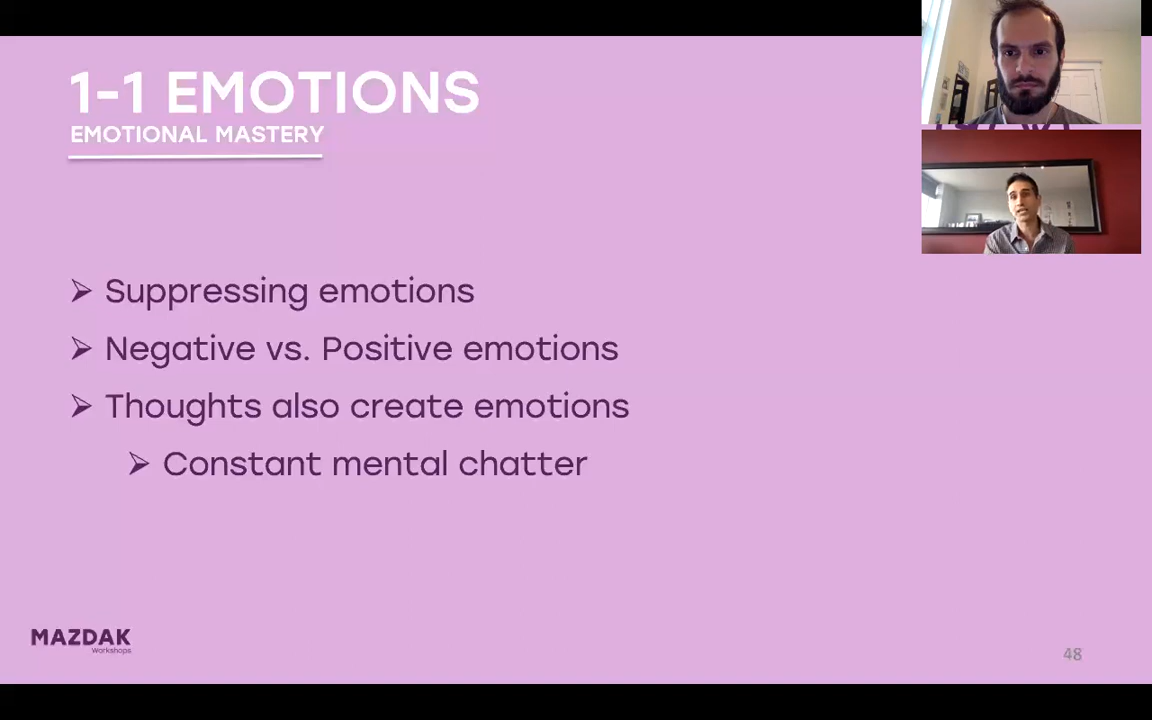 1-1 EMOTIONS
EMOTIONAL MASTERY
➢ Suppressing emotions
➢ Negative vs. Positive emotions
➢ Thoughts also create emotions
➢ Constant mental chatter
MAZDAK
Workshops
48